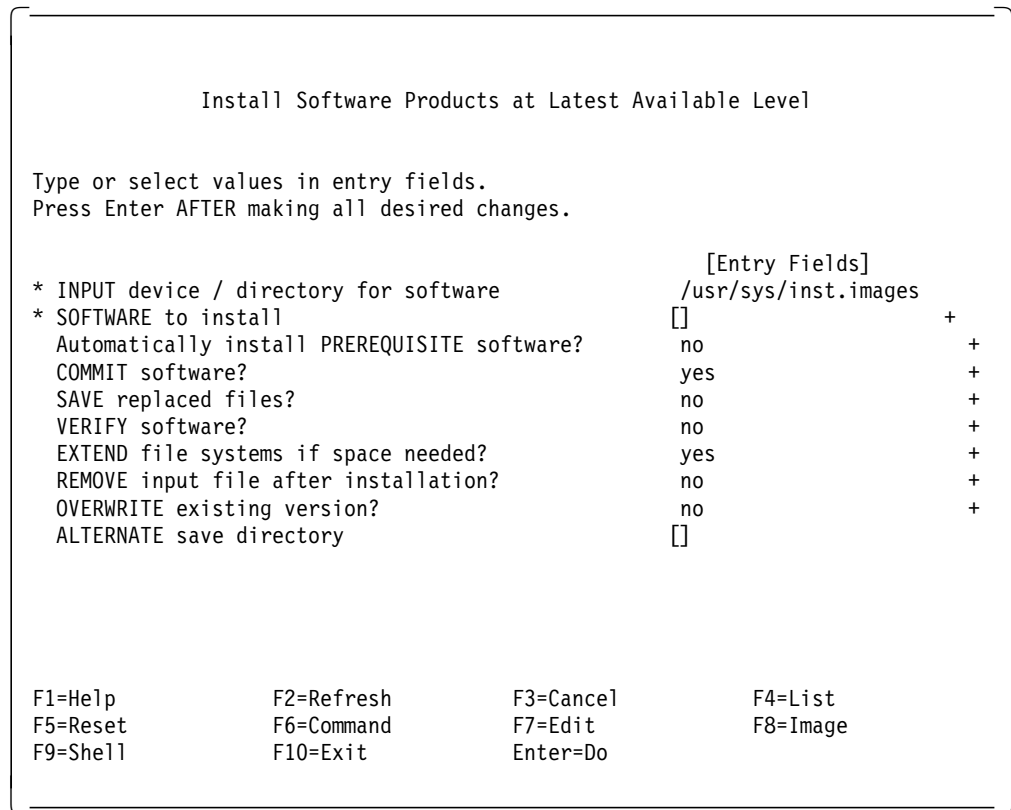 Install Software Products at Latest Available Level
Type or select values in entry fields.
Press Enter AFTER making all desired changes.
[Entry Fields]
* INPUT device / directory for software /usr/sys/inst.images
* SOFTWARE to install [] +
Automatically install PREREQUISITE software? no +
COMMIT software? yes +
SAVE replaced files? no +
VERIFY software? no +
EXTEND file systems if space needed? yes +
REMOVE input file after installation? no +
OVERWRITE existing version? no +
ALTERNATE save directory []
F1=Help F2=Refresh F3=Cancel F4=List
F5=Reset F6=Command F7=Edit F8=Image
F9=Shell F10=Exit Enter=Do